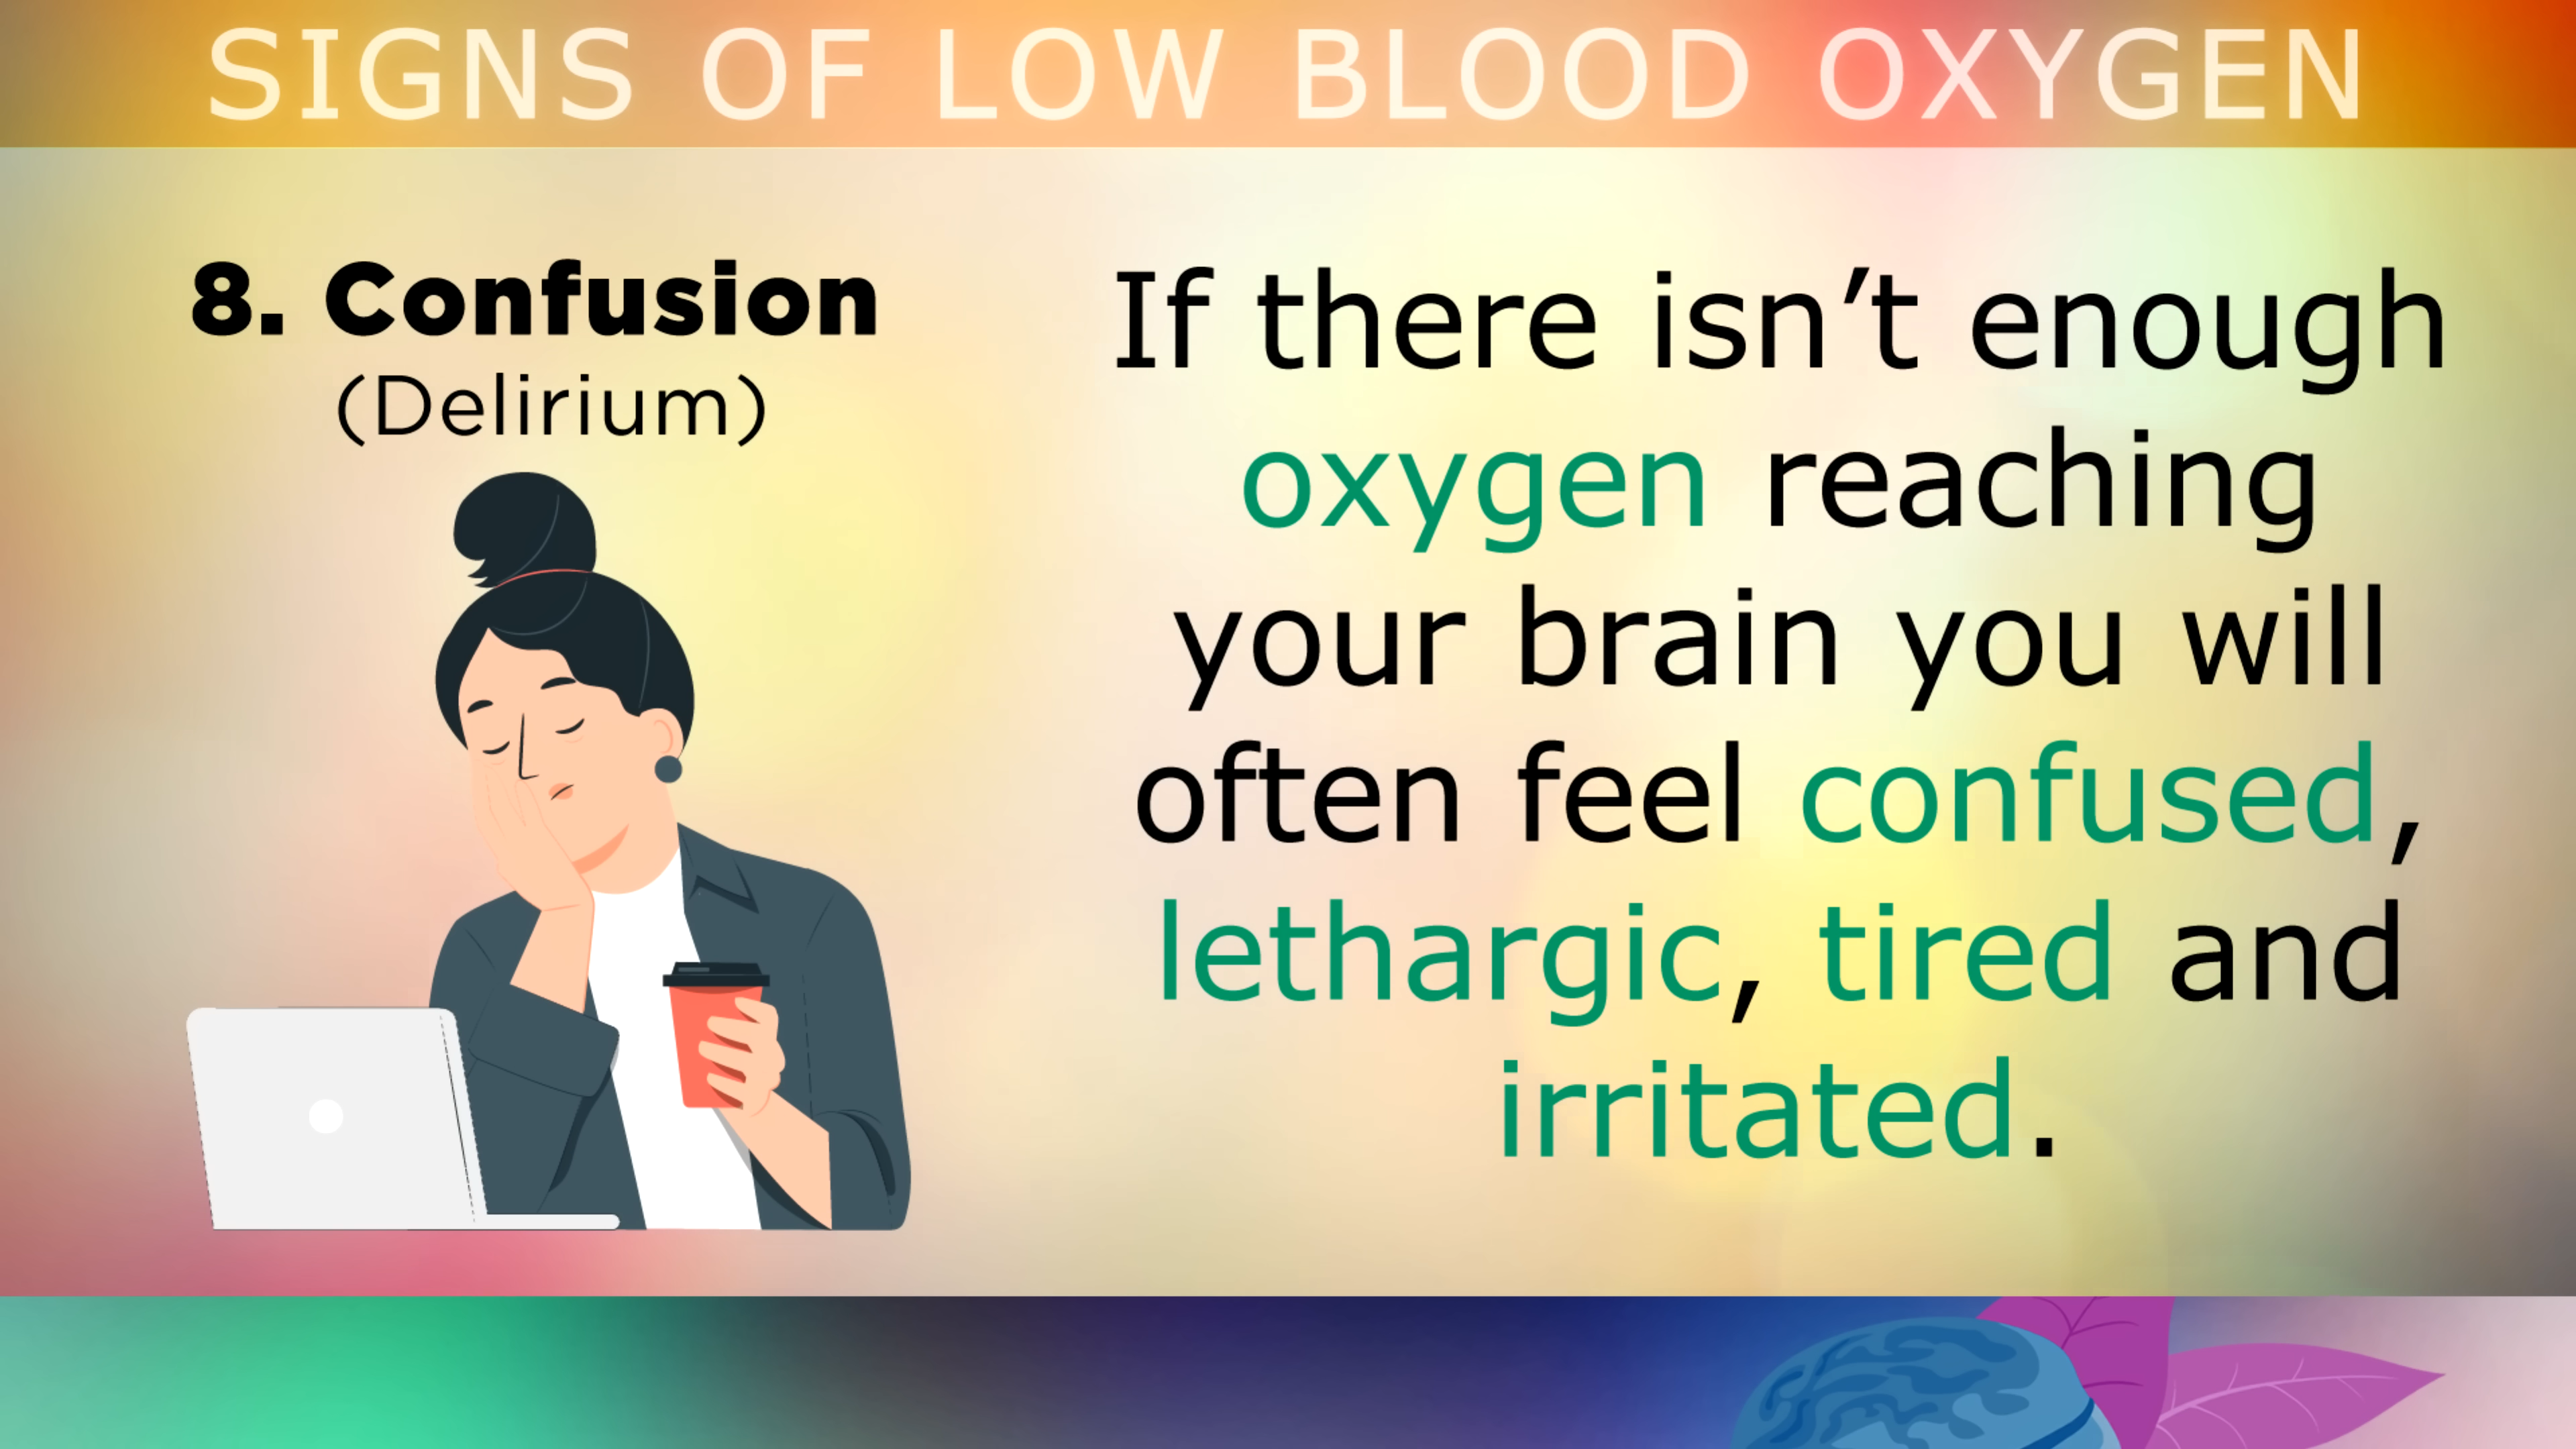 SIGNS OF LOW BLOOD OXYGEN
8. Confusion
(Delirium)
If there isn’t enough
oxygen reaching
your brain you will
often feel confused,
lethargic, tired and
irritated.